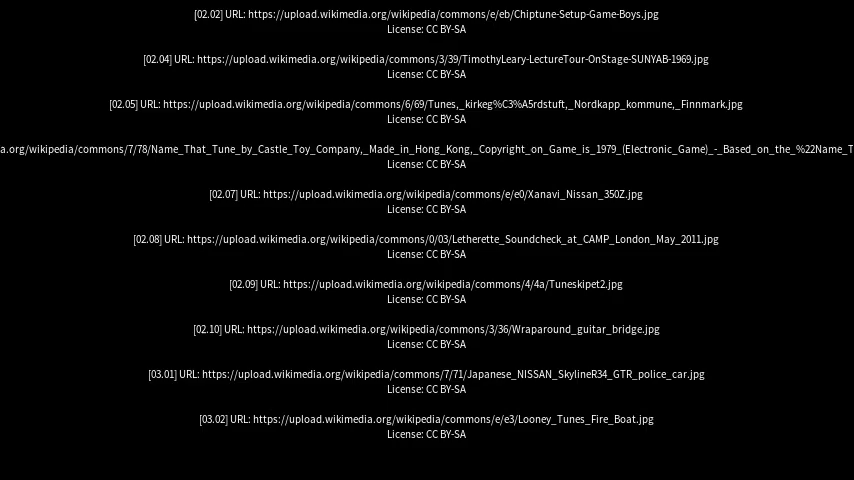 [02.02] URL: https://upload.wikimedia.org/wikipedia/commons/e/eb/Chiptune-Setup-Game-Boys.jpg
License: CC BY-SA
[02.04] URL: https://upload.wikimedia.org/wikipedia/commons/3/39/TimothyLeary-LectureTour-OnStage-SUNYAB-1969.jpg
License: CC BY-SA
[02.05] URL: https://upload.wikimedia.org/wikipedia/commons/6/69/Tunes,_kirkeg%C3%A5rdstuft,_Nordkapp_kommune,_Finnmark.jpg
License: CC BY-SA
a.org/wikipedia/commons/7/78/Name_That_Tune_by_Castle_Toy_Company,_Made_in_Hong_Kong,_Copyright_on_Game_is_1979_(Electronic_Game)_-_Based_on_the_%22Name_T
License: CC BY-SA
[02.07] URL: https://upload.wikimedia.org/wikipedia/commons/e/e0/Xanavi_Nissan_350Z.jpg
License: CC BY-SA
[02.08] URL: https://upload.wikimedia.org/wikipedia/commons/0/03/Letherette_Soundcheck_at_CAMP_London_May_2011.jpg
License: CC BY-SA
[02.09] URL: https://upload.wikimedia.org/wikipedia/commons/4/4a/Tuneskipet2.jpg
License: CC BY-SA
[02.10] URL: https://upload.wikimedia.org/wikipedia/commons/3/36/Wraparound_guitar_bridge.jpg
License: CC BY-SA
[03.01] URL: https://upload.wikimedia.org/wikipedia/commons/7/71/Japanese_NISSAN_SkylineR34_GTR_police_car.jpg
License: CC BY-SA
[03.02] URL: https://upload.wikimedia.org/wikipedia/commons/e/e3/Looney_Tunes_Fire_Boat.jpg
License: CC BY-SA